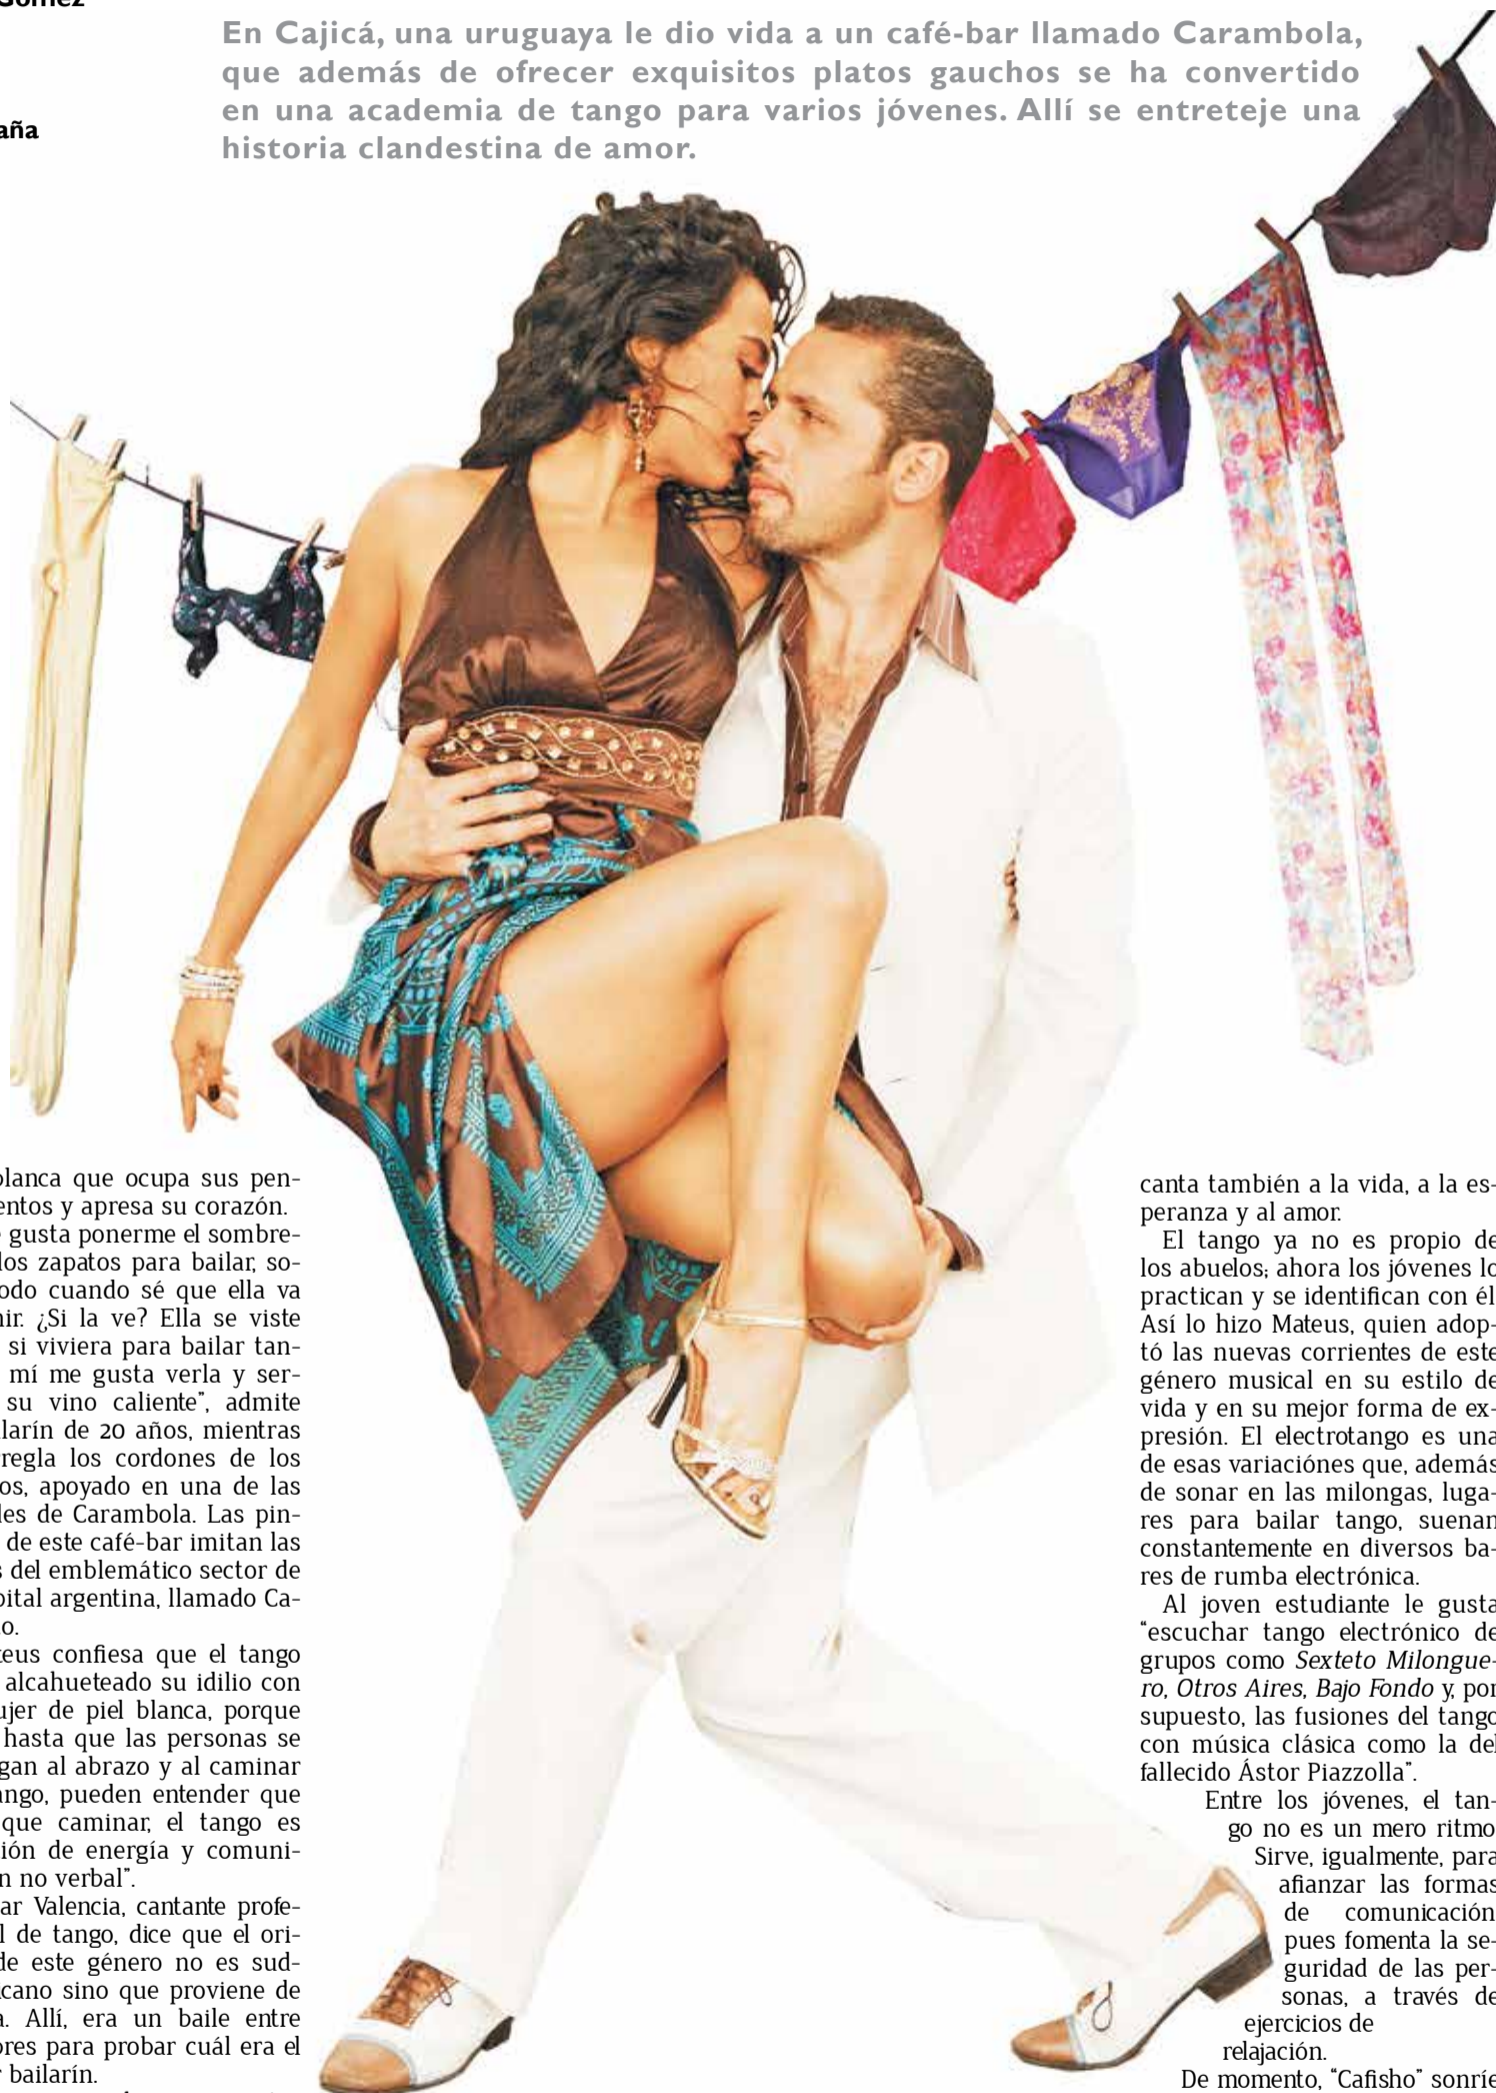 Gómez
aña
En Cajicá, una uruguaya le dio vida a un café-bar llamado Carambola,
que además de ofrecer exquisitos platos gauchos se ha convertido
en una academia de tango para varios jóvenes. Allí se entreteje una
historia clandestina de amor.
blanca que ocupa sus pen-
entos y apresa su corazón.
e gusta ponerme el sombre-
los zapatos para bailar, so-
odo cuando sé que ella va
nir. ¿Si la ve? Ella se viste
si viviera para bailar tan-
mí me gusta verla y ser-
su vino caliente”, admite
larín de 20 años, mientras
regla los cordones de los
os, apoyado en una de las
les de Carambola. Las pin-
de este café-bar imitan las
s del emblemático sector de
pital argentina, llamado Ca-
o.
eus confiesa que el tango
alcahueteado su idilio con
ujer de piel blanca, porque
hasta que las personas se
gan al abrazo y al caminar
ango, pueden entender que
que caminar, el tango es
ión de energía y comuni-
n no verbal”.
ar Valencia, cantante profe-
l de tango, dice que el ori-
de este género no es sud-
icano sino que proviene de
a. Allí, era un baile entre
ores para probar cuál era el
r bailarín.
canta también a la vida, a la es-
peranza y al amor.
El tango ya no es propio de
los abuelos; ahora los jóvenes lo
practican y se identifican con él
Así lo hizo Mateus, quien adop-
tó las nuevas corrientes de este
género musical en su estilo de
vida y en su mejor forma de ex-
presión. El electrotango es una
de esas variaciónes que, además
de sonar en las milongas, luga-
res para bailar tango, suenan
constantemente en diversos ba-
res de rumba electrónica.
Al joven estudiante le gusta
“escuchar tango electrónico de
grupos como Sexteto Milongue-
ro, Otros Aires, Bajo Fondo y, por
supuesto, las fusiones del tango
con música clásica como la del
fallecido Ástor Piazzolla”.
Entre los jóvenes, el tan-
go no es un mero ritmo
Sirve, igualmente, para
afianzar las formas
de comunicación
pues fomenta la se-
guridad de las per-
sonas, a través de
ejercicios de
relajación.
De momento, “Cafisho” sonríe